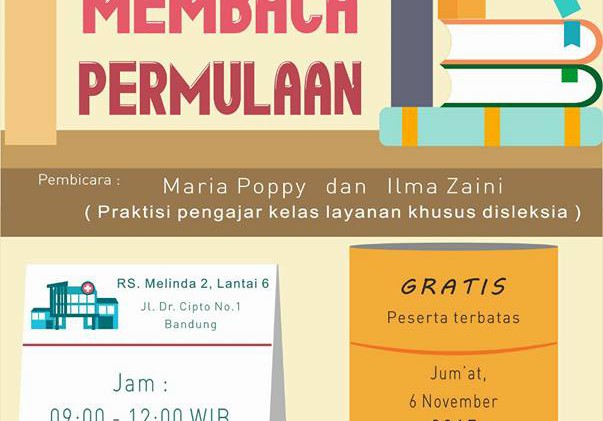 MEMBACA
PERMULAAN
Pembicara : Maria Poppy dan Ilma Zaini
( Praktisi pengajar kelas layanan khusus disleksia )
RS. Melinda 2, Lantai 6
Jl. Dr. Cipto No.1
Bandung
Jam :
09:00 - 12:00 WIB
GRATIS
Peserta terbatas
Jum'at,
6 November